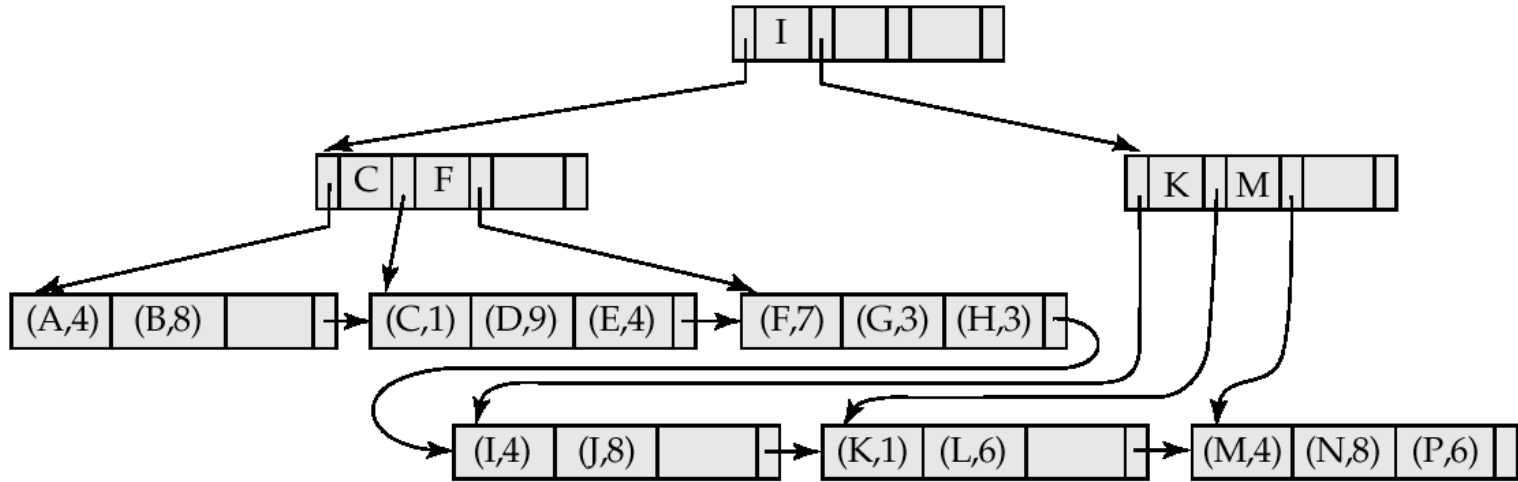 I
C F K M
(A,4) (B,8) (C,1) (D,9) (E,4) (F,7) (G,3) (H,3)
(I,4) (J,8) (K,1) (L,6) (M,4) (N,8) (P,6)